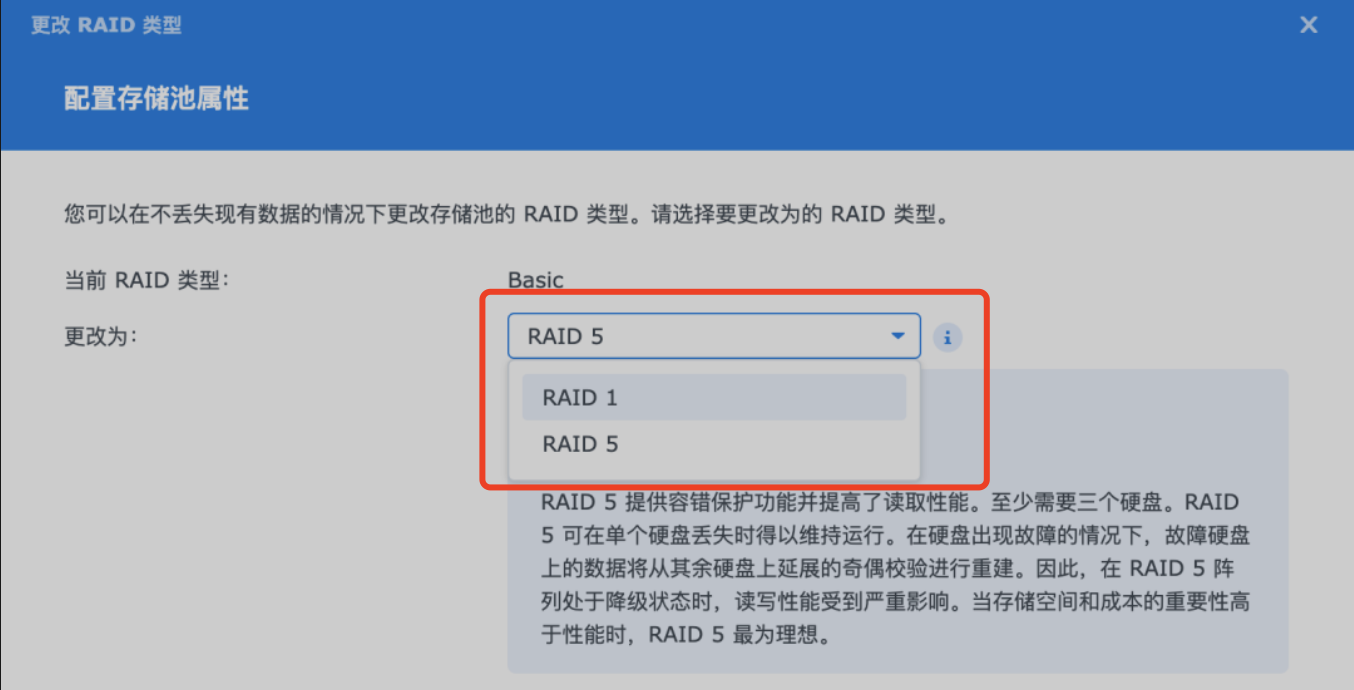 更改 RAID 类型
配置存储池属性
您可以在不丢失现有数据的情况下更改存储池的 RAID 类型。请选择要更改为的 RAID 类型。
当前 RAID 类型：
Basic
更改为：
RAID 5
RAID 1
RAID 5
RAID 5 提供容错保护功能并提高了读取性能。至少需要三个硬盘。RAID
5 可在单个硬盘丢失时得以维持运行。在硬盘出现故障的情况下，故障硬盘
上的数据将从其余硬盘上延展的奇偶校验进行重建。因此，在 RAID 5 阵
列处于降级状态时，读写性能受到严重影响。当存储空间和成本的重要性高
于性能时，RAID 5 最为理想。